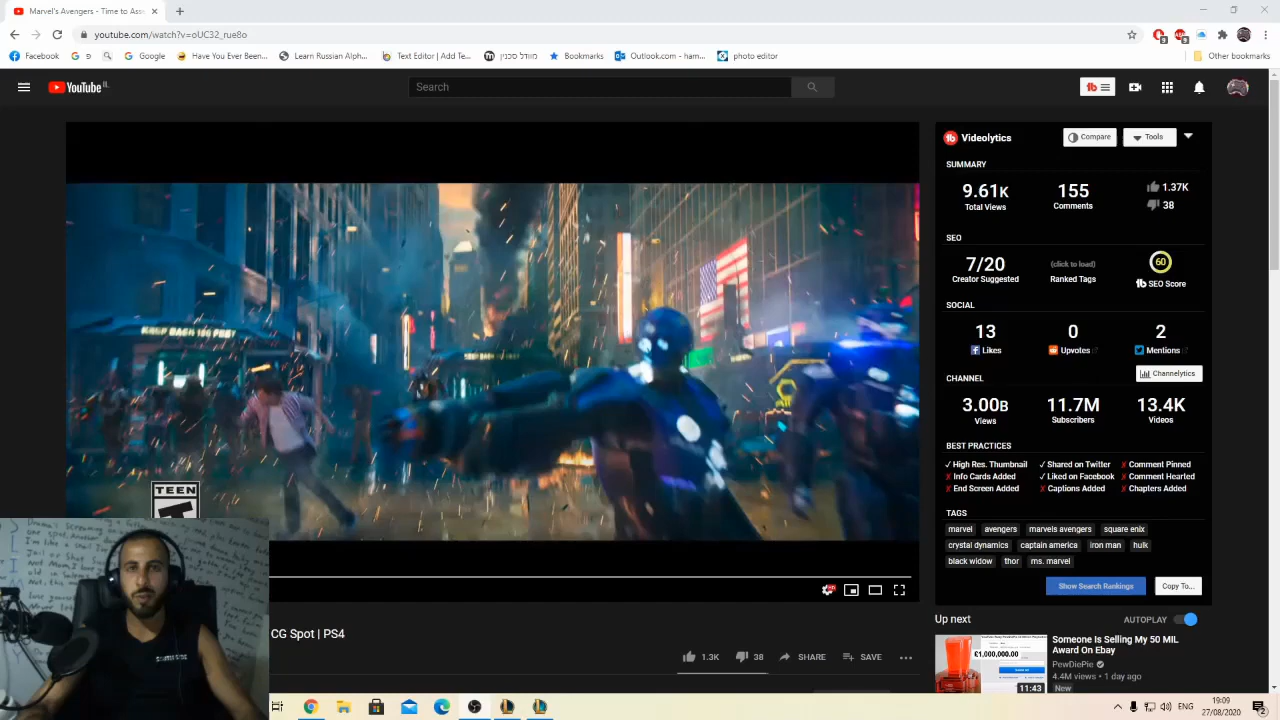 Marvel's Avengers - Time to Ass
youtube.com/watch?v=oUC32_rue8o
Facebook
פ
Google
Have You Ever Been...
Learn Russian Alpha...
Text Editor | Add Te...
מודל ספנין
Bookmarks
Outlook.com - ham...
photo editor
Other bookmarks
YouTube IL
Search
Videolytics
Compare
Tools
SUMMARY
9.61K
155
1.37K
Total Views
Comments
38
SEO
7/20
(click to load)
60
Creator Suggested
Ranked Tags
SEO Score
SOCIAL
13
0
2
Likes
Upvotes
Mentions
CHANNEL
Channelytics
3.00B
11.7M
13.4K
Views
Subscribers
Videos
BEST PRACTICES
✓ High Res. Thumbnail
✓ Shared on Twitter
✗ Comment Pinned
✗ Info Cards Added
✓ Liked on Facebook
✗ Comment Hearted
✗ End Screen Added
✗ Captions Added
✗ Chapters Added
TAGS
marvel
avengers
marvels avengers
square enix
crystal dynamics
captain america
iron man
hulk
black widow
thor
ms. marvel
Show Search Rankings
Copy To...
KEEP BACK 100 FEET
TEEN
T
CG Spot | PS4
1.3K
38
SHARE
SAVE
Up next
AUTOPLAY
Someone Is Selling My 50 MIL
Award On Ebay
£1,000,000.00
PewDiePie
4.4M views • 1 day ago
11:43
New
ENG
19:09
27/08/2020